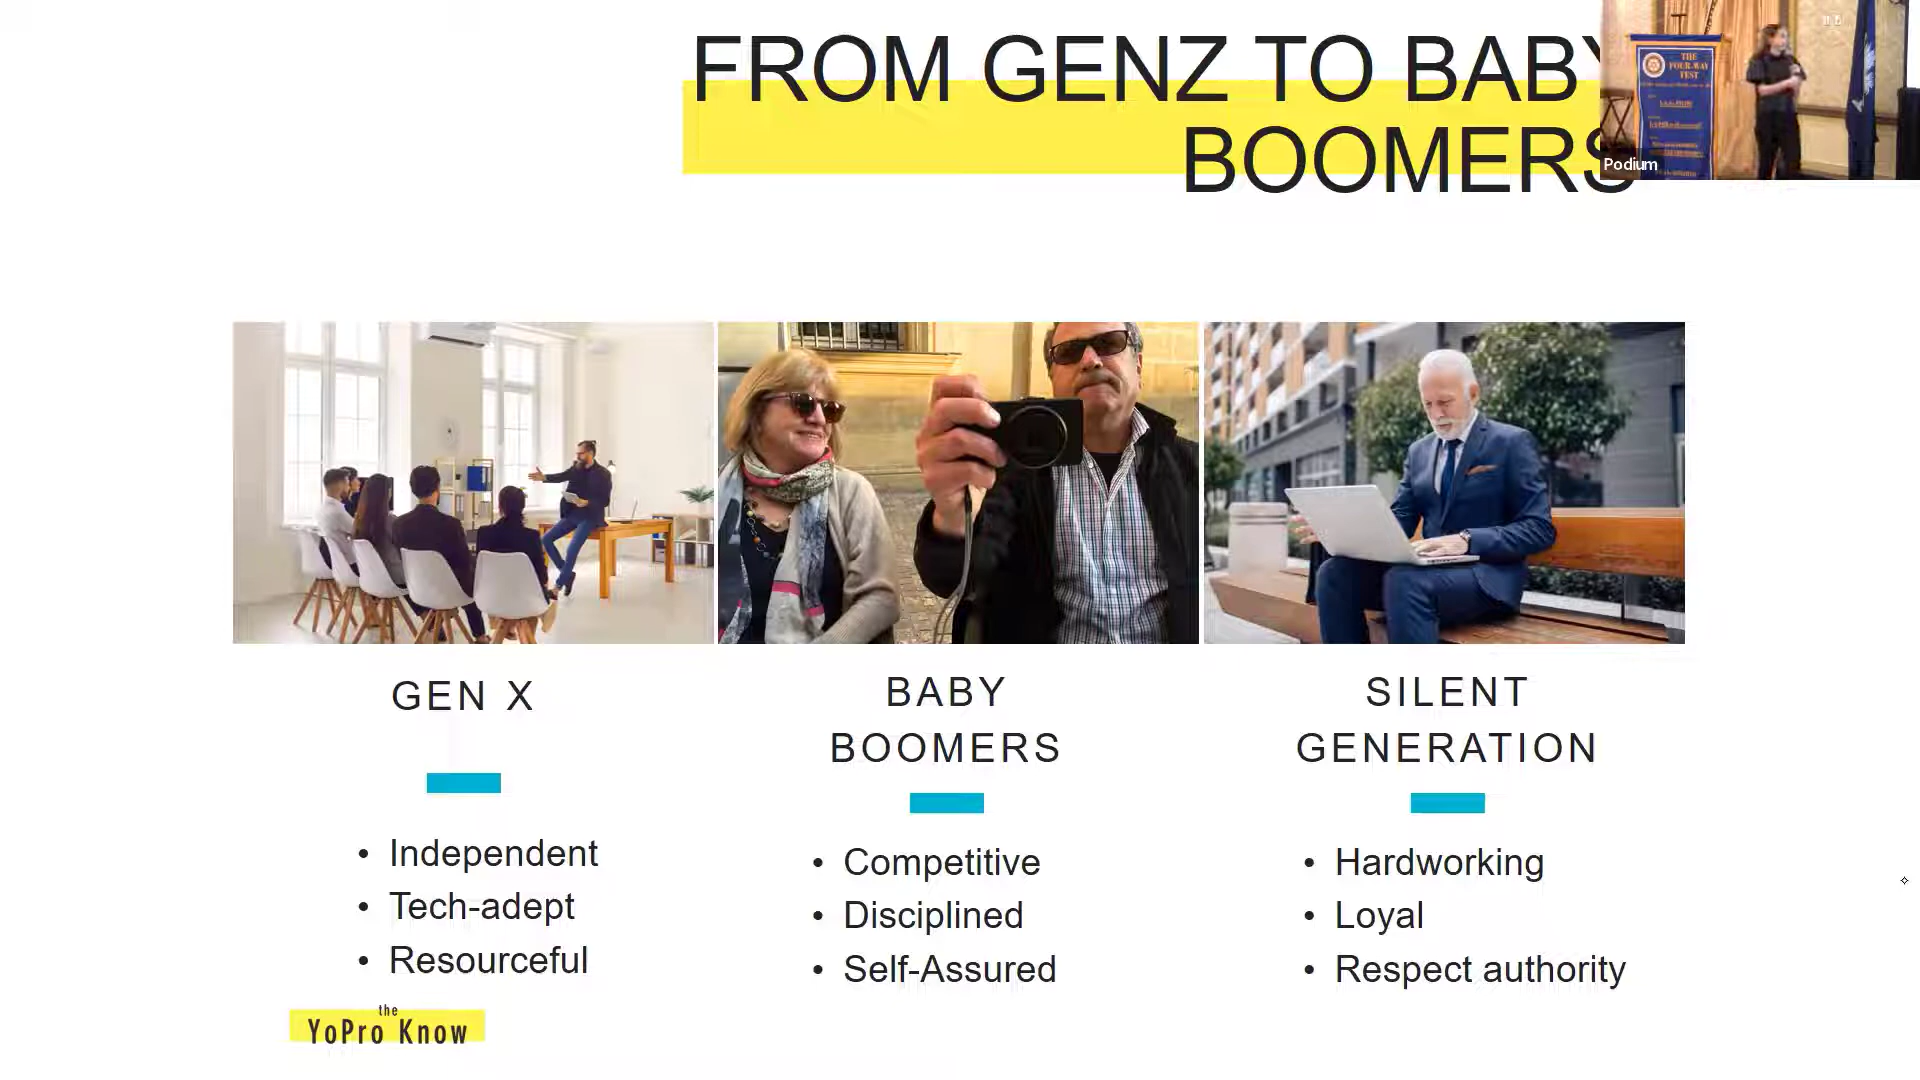 FROM GENZ TO BABY
BOOMERS
THE
FOUR-WAY
TEST
Podium
GEN X
BABY
BOOMERS
SILENT
GENERATION
• Independent
• Tech-adept
• Resourceful
• Competitive
• Disciplined
• Self-Assured
• Hardworking
• Loyal
• Respect authority
the
YoPro Know